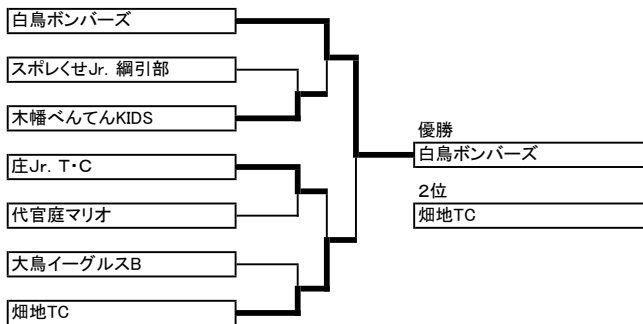 白鳥ボンバーズ
スポレくせJr. 綱引部
木幡べんてんKIDS
庄Jr. T・C
代官庭マリオ
大鳥イーグルスB
畑地TC
優勝
白鳥ボンバーズ
2位
畑地TC